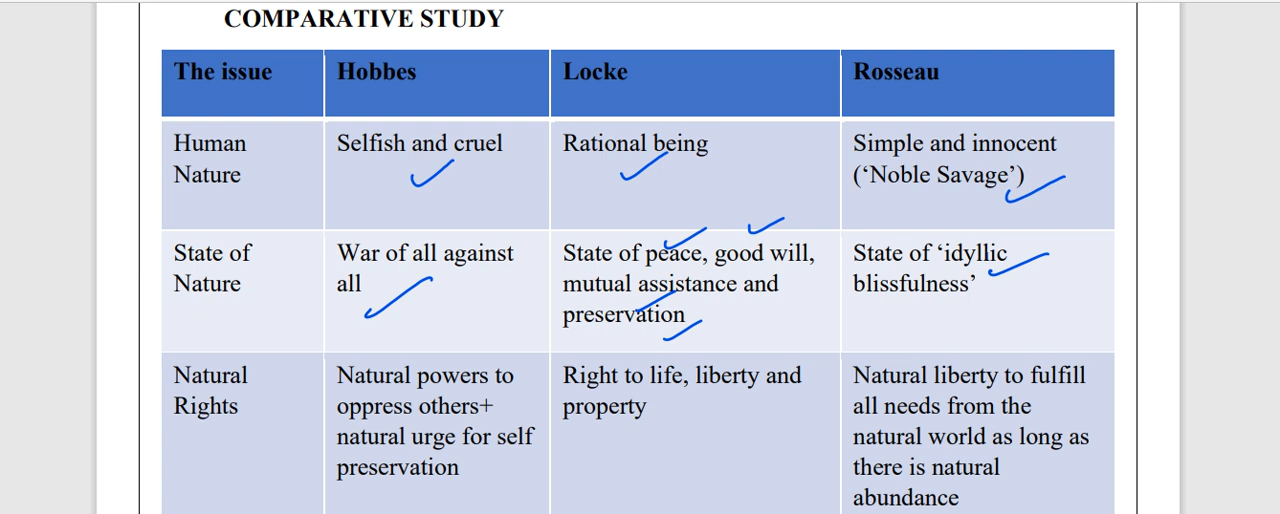 COMPARATIVE STUDY
The issue
Hobbes
Locke
Rosseau
Human
Nature
Selfish and cruel
Rational being
Simple and innocent
(‘Noble Savage’)
State of
Nature
War of all against
all
State of peace, good will,
mutual assistance and
preservation
State of ‘idyllic
blissfulness’
Natural
Rights
Natural powers to
oppress others+
natural urge for self
preservation
Right to life, liberty and
property
Natural liberty to fulfill
all needs from the
natural world as long as
there is natural
abundance